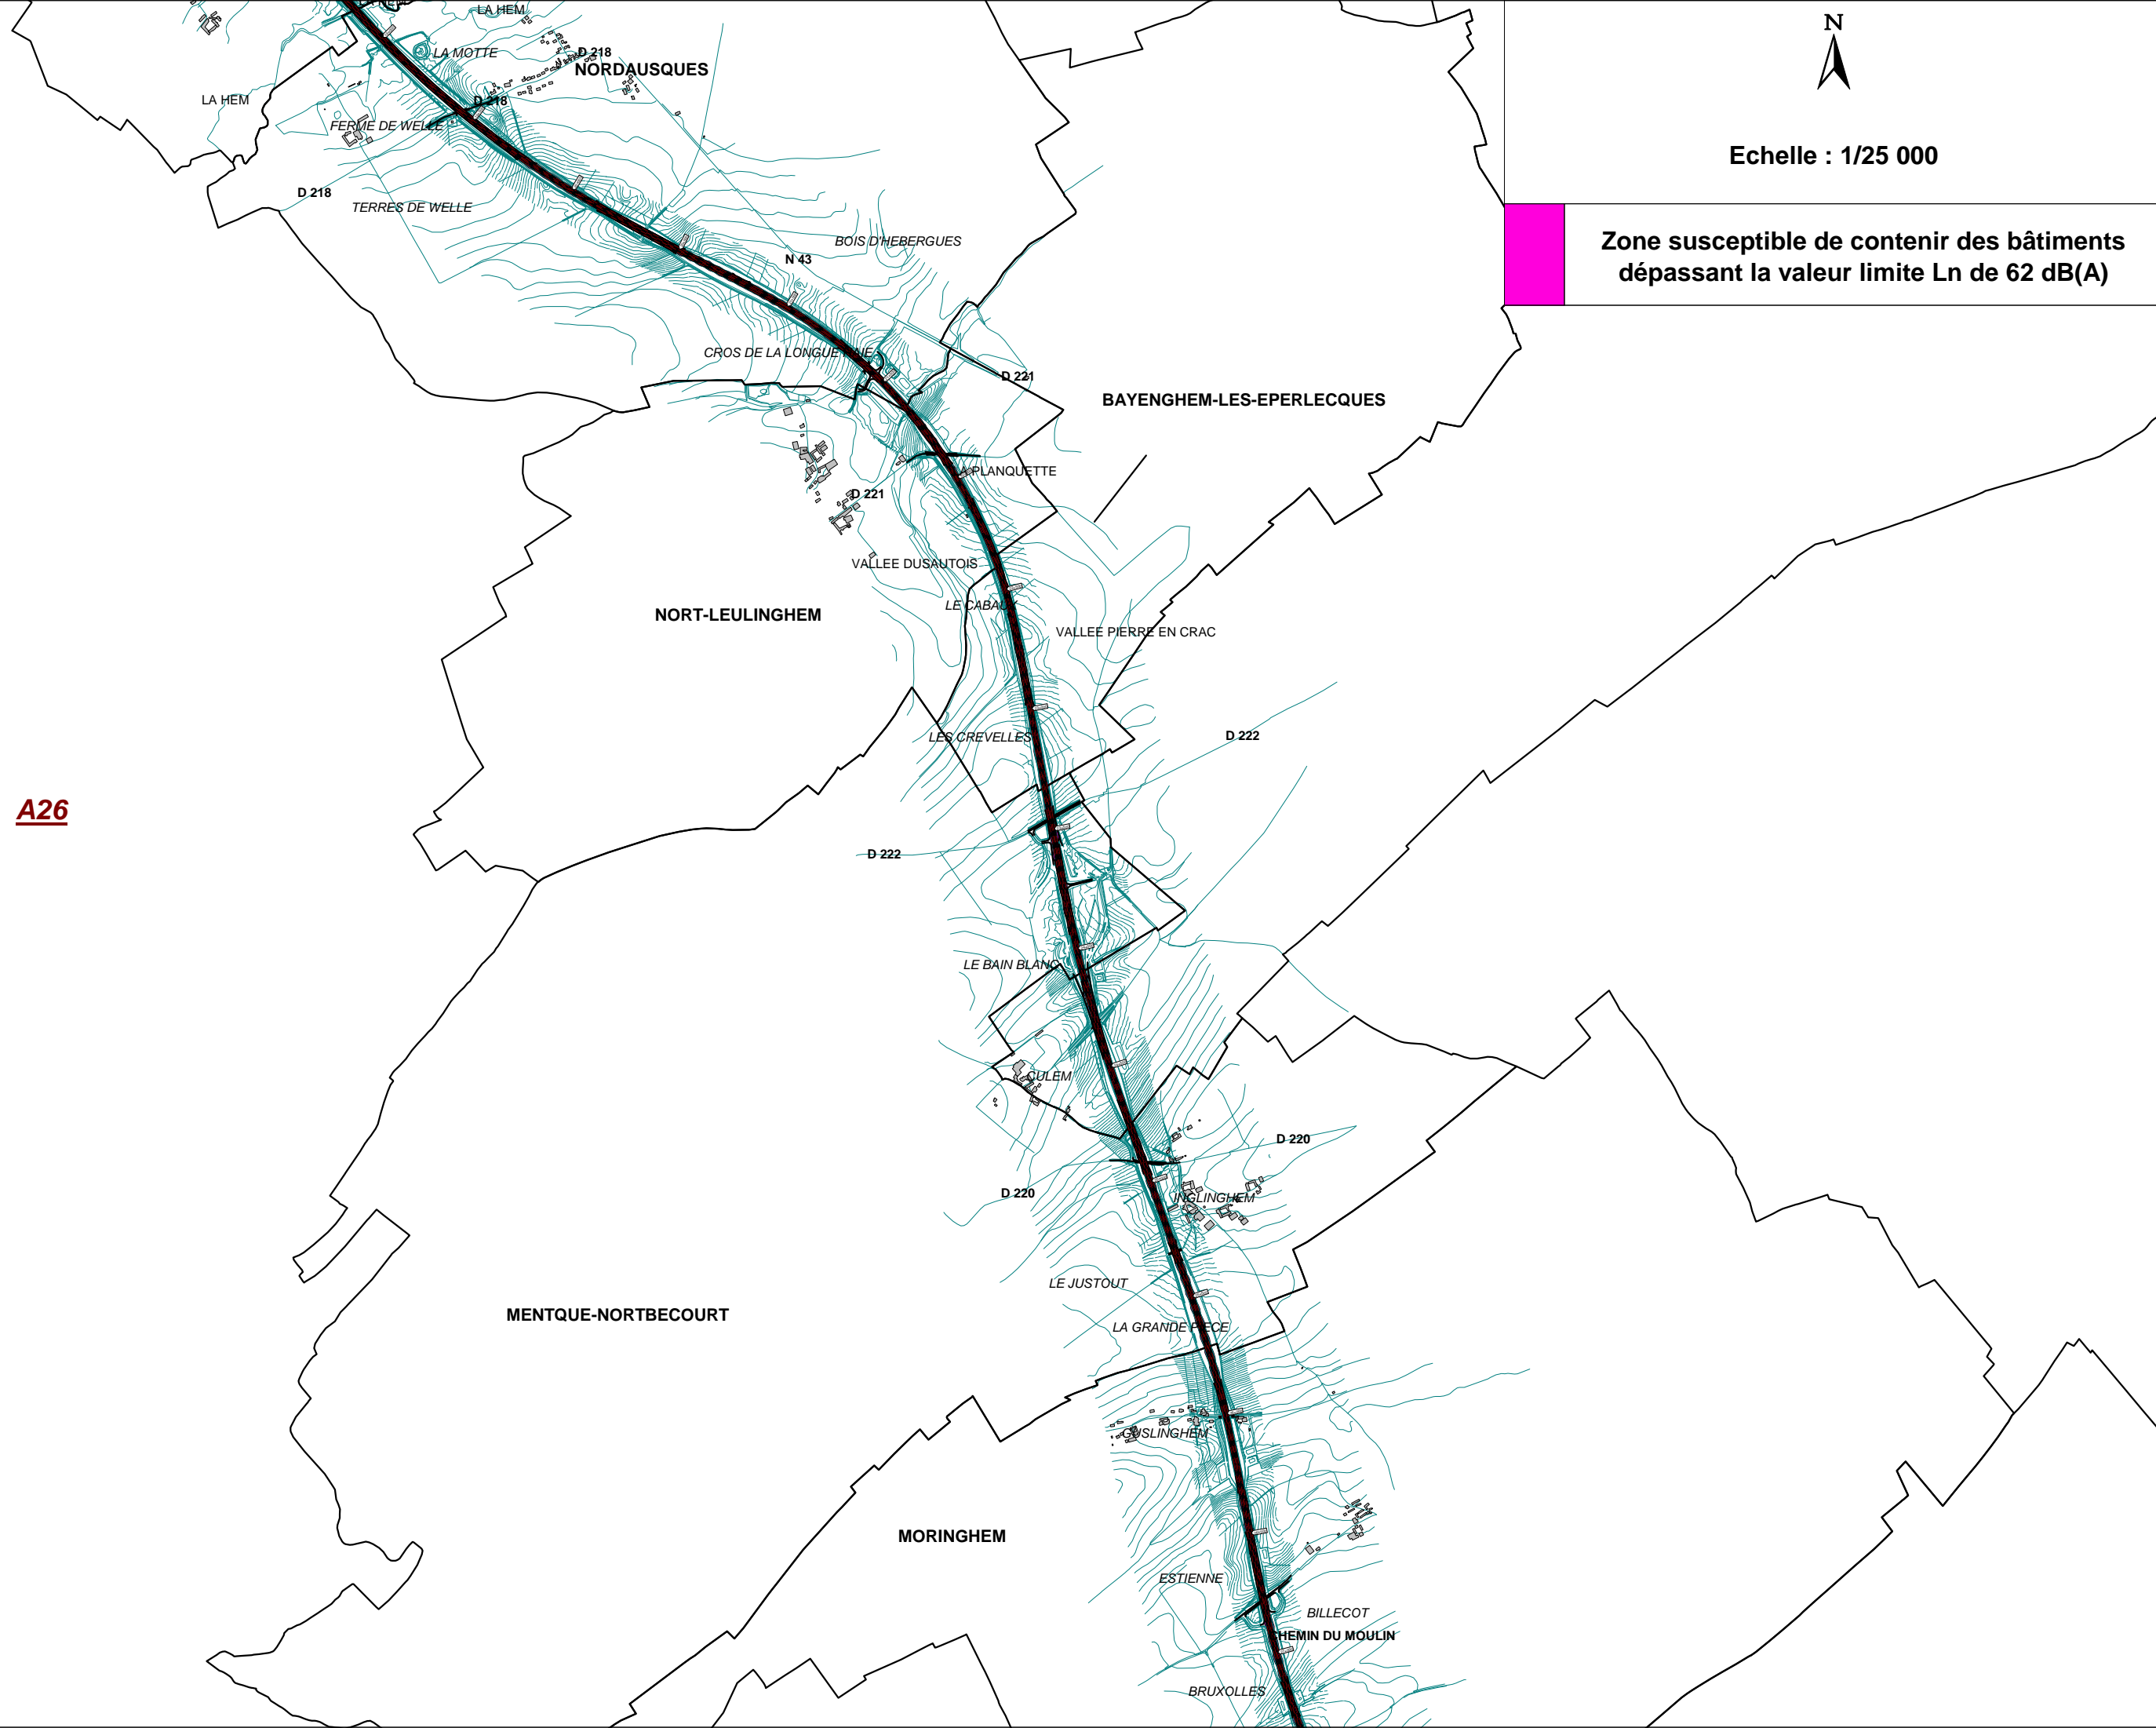 LA HEM
N
LA MOTTE
D 218
NORDAUSQUES
LA HEM
D 218
FERME DE WELLE
Echelle : 1/25 000
D 218
TERRES DE WELLE
Zone susceptible de contenir des bâtiments
dépassant la valeur limite Ln de 62 dB(A)
BOIS D'HEBERGUES
N 43
CROS DE LA LONGUE
D 221
BAYENGHEM-LES-EPERLECQUES
PLANQUETTE
D 221
VALLEE DUSAUTOIS
LE CABAUX
NORT-LEULINGHEM
VALLEE PIERRE EN CRAC
LES CREVELLES
D 222
A26
D 222
LE BAIN BLANC
CULEM
D 220
D 220
INGLINGHEM
LE JUSTOUT
MENTQUE-NORTBECOURT
LA GRANDE PIECE
GUSLINGHEM
MORINGHEM
ESTIENNE
BILLECOT
CHEMIN DU MOULIN
BRUXOLLES